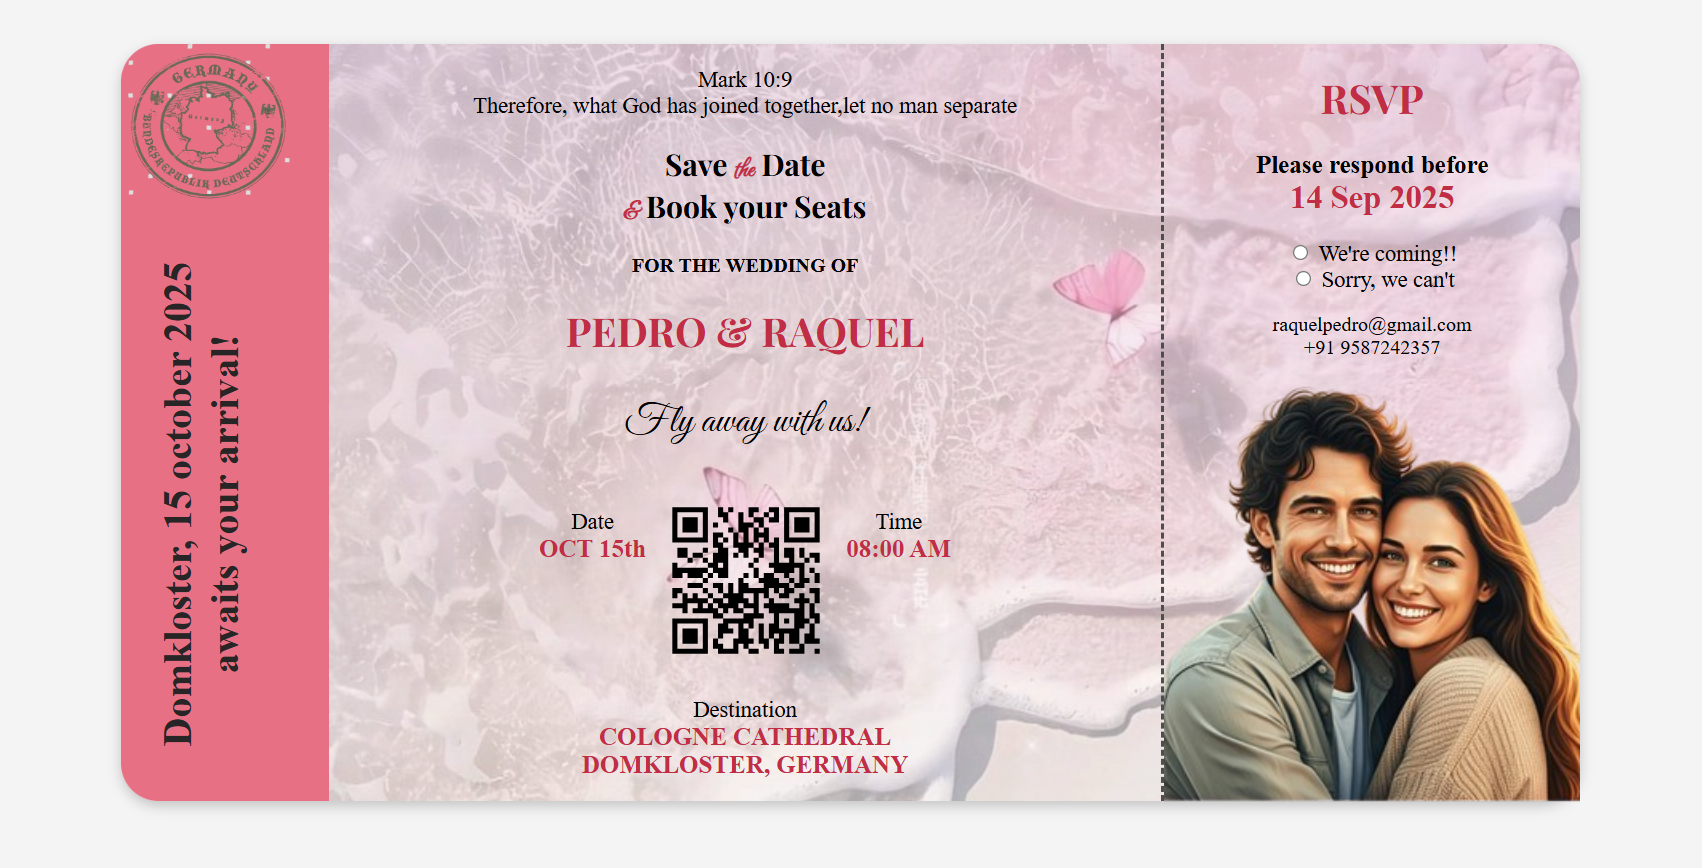 GERMANY
Germany
BUNDESREPUBLIK DEUTSCHLAND
Domkloster, 15 october 2025
awaits your arrival!
Mark 10:9
Therefore, what God has joined together,let no man separate
Save the Date
& Book your Seats
FOR THE WEDDING OF
PEDRO & RAQUEL
Fly away with us!
Date
OCT 15th
Time
08:00 AM
Destination
COLOGNE CATHEDRAL
DOMKLOSTER, GERMANY
RSVP
Please respond before
14 Sep 2025
We're coming!!
Sorry, we can't
raquelpedro@gmail.com
+91 9587242357